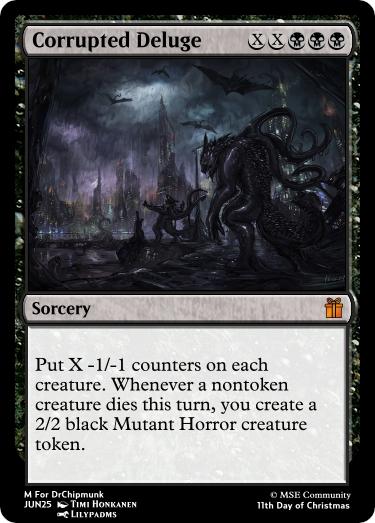 Corrupted Deluge XX
Sorcery
Put X -1/-1 counters on each
creature. Whenever a nontoken
creature dies this turn, you create a
2/2 black Mutant Horror creature
token.
M For DrChipmunk
JUN25 Timi Honkanen
Lilypadms
© MSE Community
11th Day of Christmas